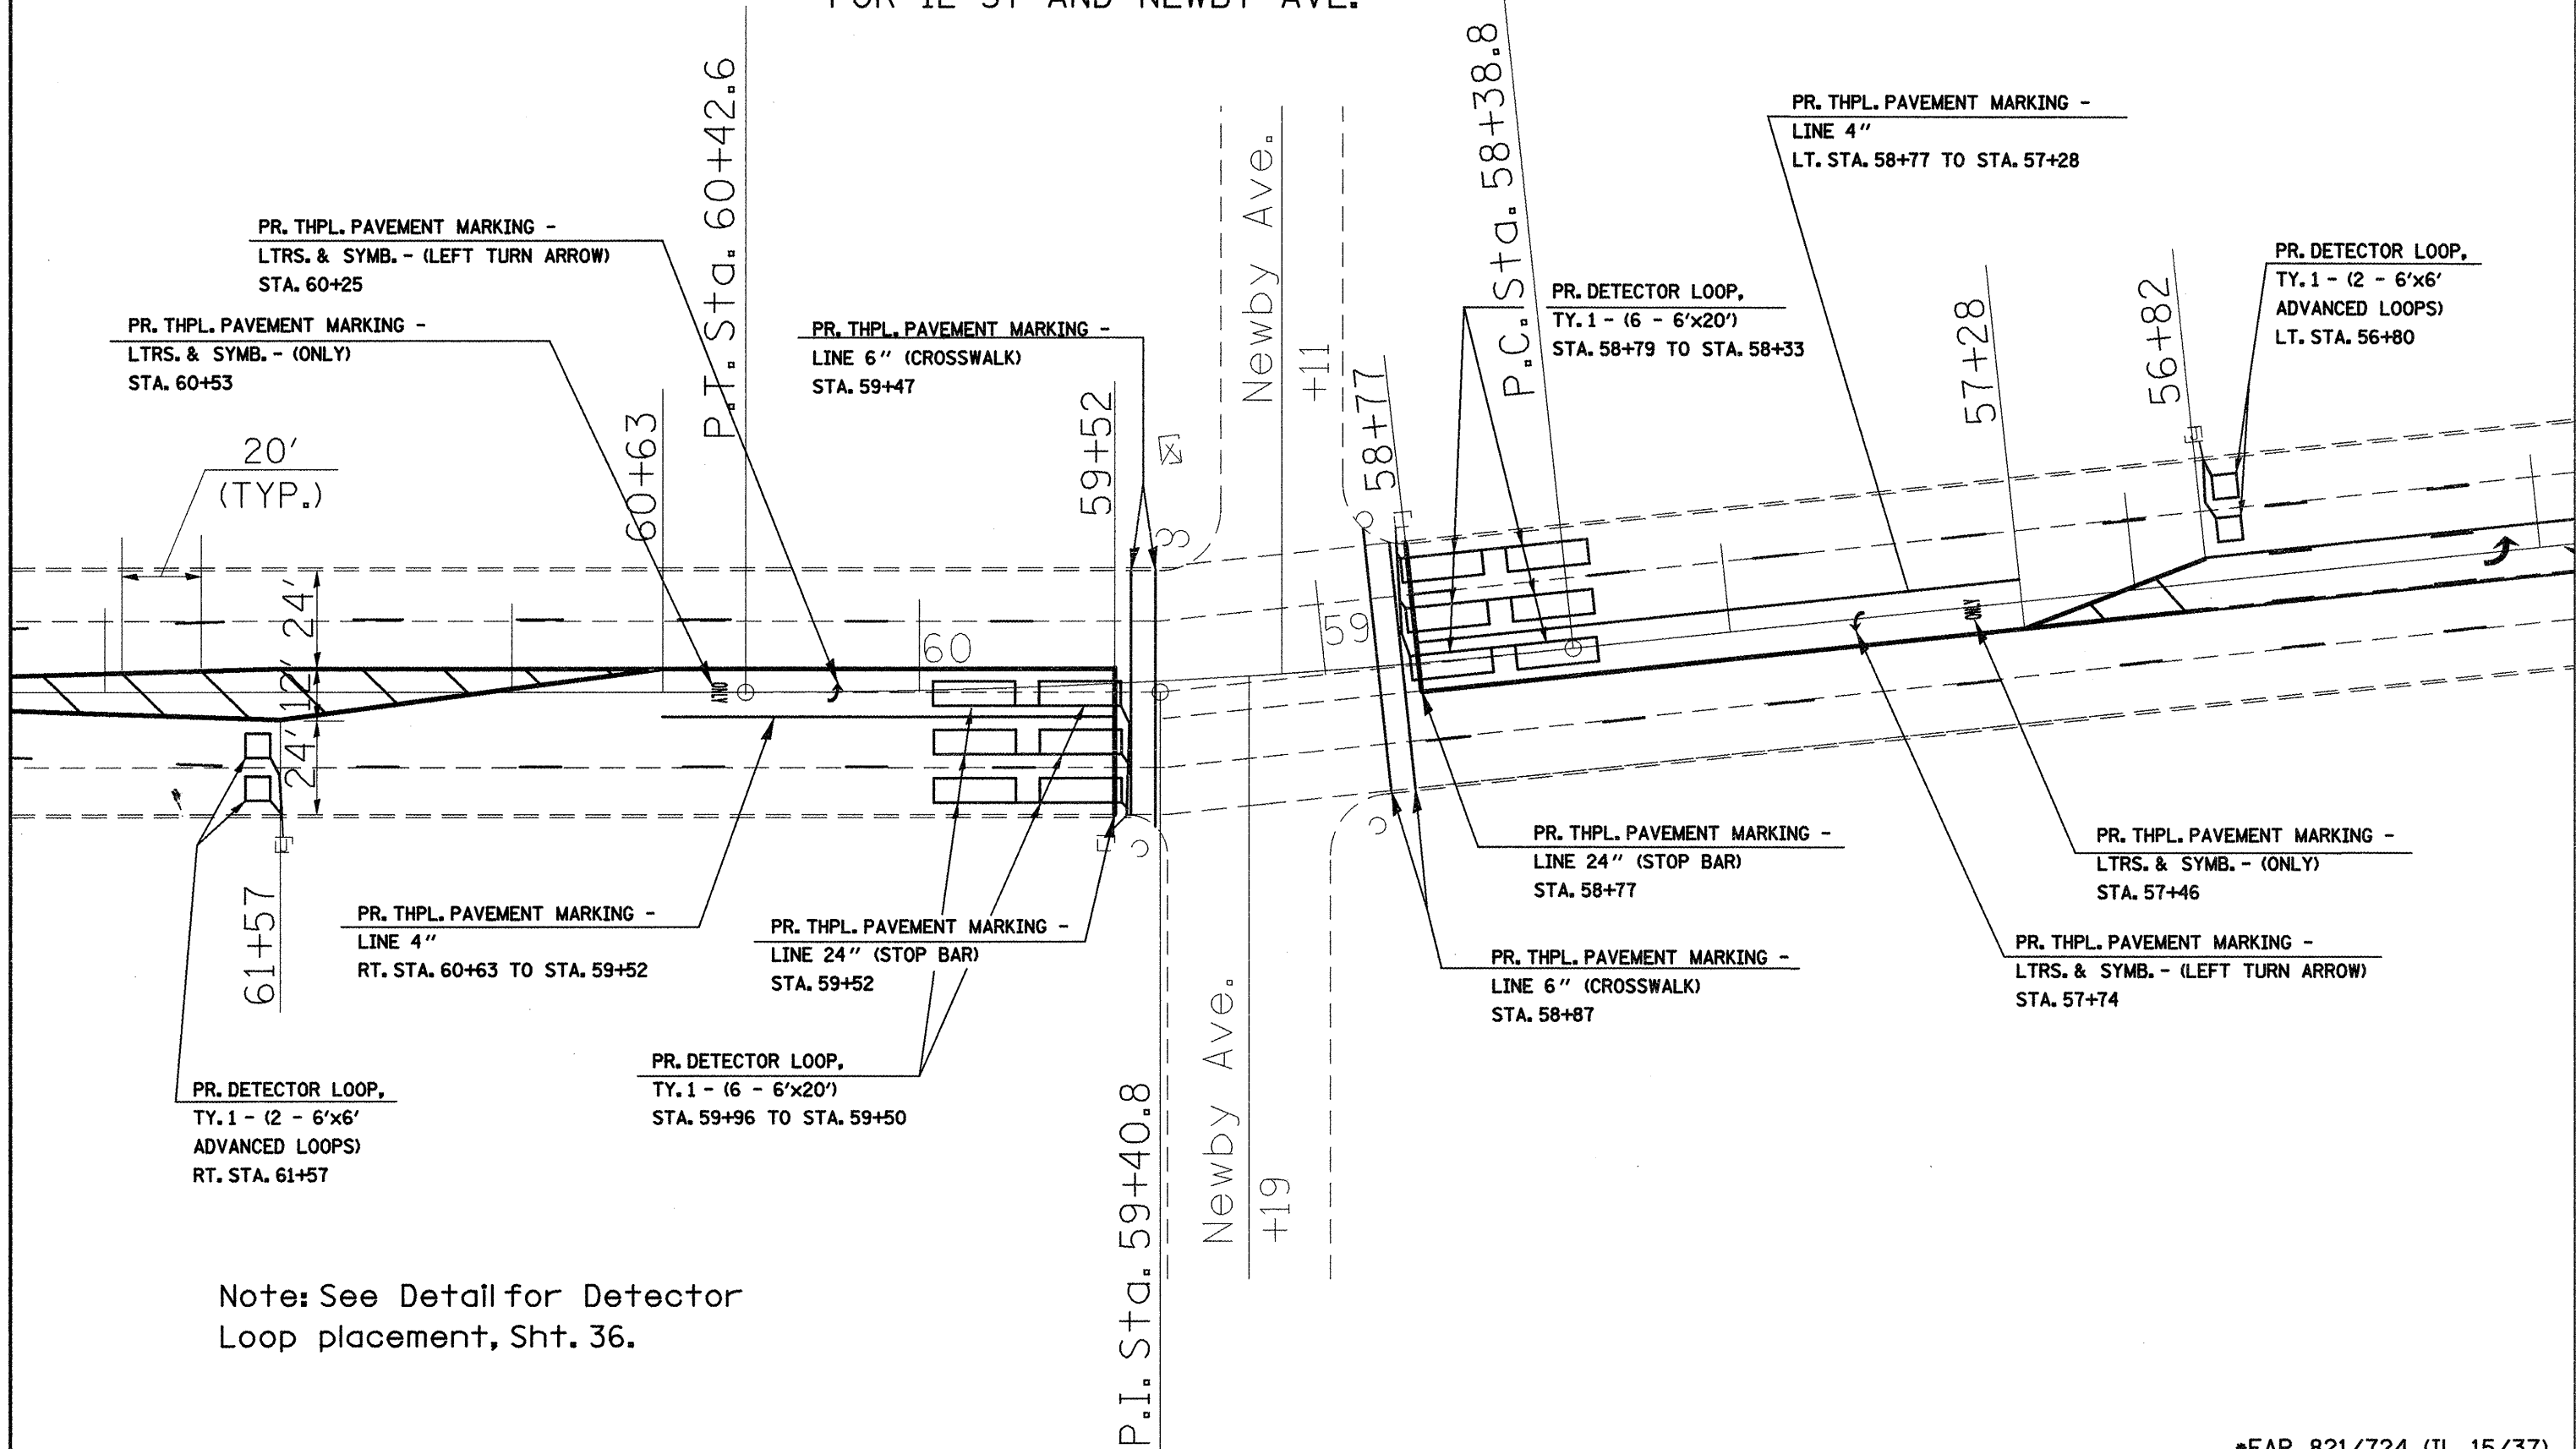 P.T. Sta. 60+42.6
P.C. Sta. 58+38.8
PR. THPL. PAVEMENT MARKING -
LINE 4"
LT. STA. 58+77 TO STA. 57+28
PR. THPL. PAVEMENT MARKING -
LTRS. & SYMB. - (LEFT TURN ARROW)
STA. 60+25
PR. THPL. PAVEMENT MARKING -
LTRS. & SYMB. - (ONLY)
STA. 60+53
PR. THPL. PAVEMENT MARKING -
LINE 6" (CROSSWALK)
STA. 59+47
Newby Ave.
+11
PR. DETECTOR LOOP,
TY. 1 - (6 - 6'x20')
STA. 58+79 TO STA. 58+33
PR. DETECTOR LOOP,
TY. 1 - (2 - 6'x6'
ADVANCED LOOPS)
LT. STA. 56+80
20'
(TYP.)
60+63
59+52
58+77
57+28
56+82
24'
12'
24'
60
59
ONLY
ONLY
61+57
PR. THPL. PAVEMENT MARKING -
LINE 4"
RT. STA. 60+63 TO STA. 59+52
PR. THPL. PAVEMENT MARKING -
LINE 24" (STOP BAR)
STA. 59+52
PR. THPL. PAVEMENT MARKING -
LINE 24" (STOP BAR)
STA. 58+77
PR. THPL. PAVEMENT MARKING -
LTRS. & SYMB. - (ONLY)
STA. 57+46
PR. THPL. PAVEMENT MARKING -
LINE 6" (CROSSWALK)
STA. 58+87
PR. THPL. PAVEMENT MARKING -
LTRS. & SYMB. - (LEFT TURN ARROW)
STA. 57+74
PR. DETECTOR LOOP,
TY. 1 - (2 - 6'x6'
ADVANCED LOOPS)
RT. STA. 61+57
PR. DETECTOR LOOP,
TY. 1 - (6 - 6'x20')
STA. 59+96 TO STA. 59+50
P.I. Sta. 59+40.8
Newby Ave.
+19
Note: See Detail for Detector
Loop placement, Sht. 36.